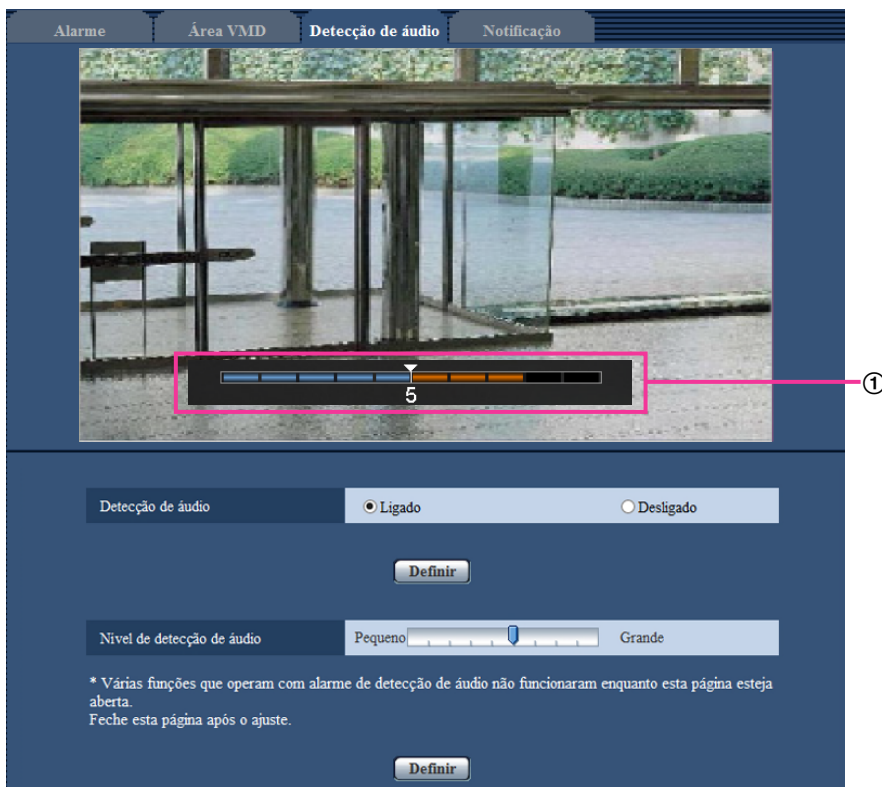 Alarme
Área VMD
Detecção de áudio
Notificação
5
①
Detecção de áudio
Ligado
Desligado
Definir
Nivel de detecção de áudio
Pequeno
Grande
* Várias funções que operam com alarme de detecção de áudio não funcionaram enquanto esta página esteja
aberta.
Feche esta página após o ajuste.
Definir